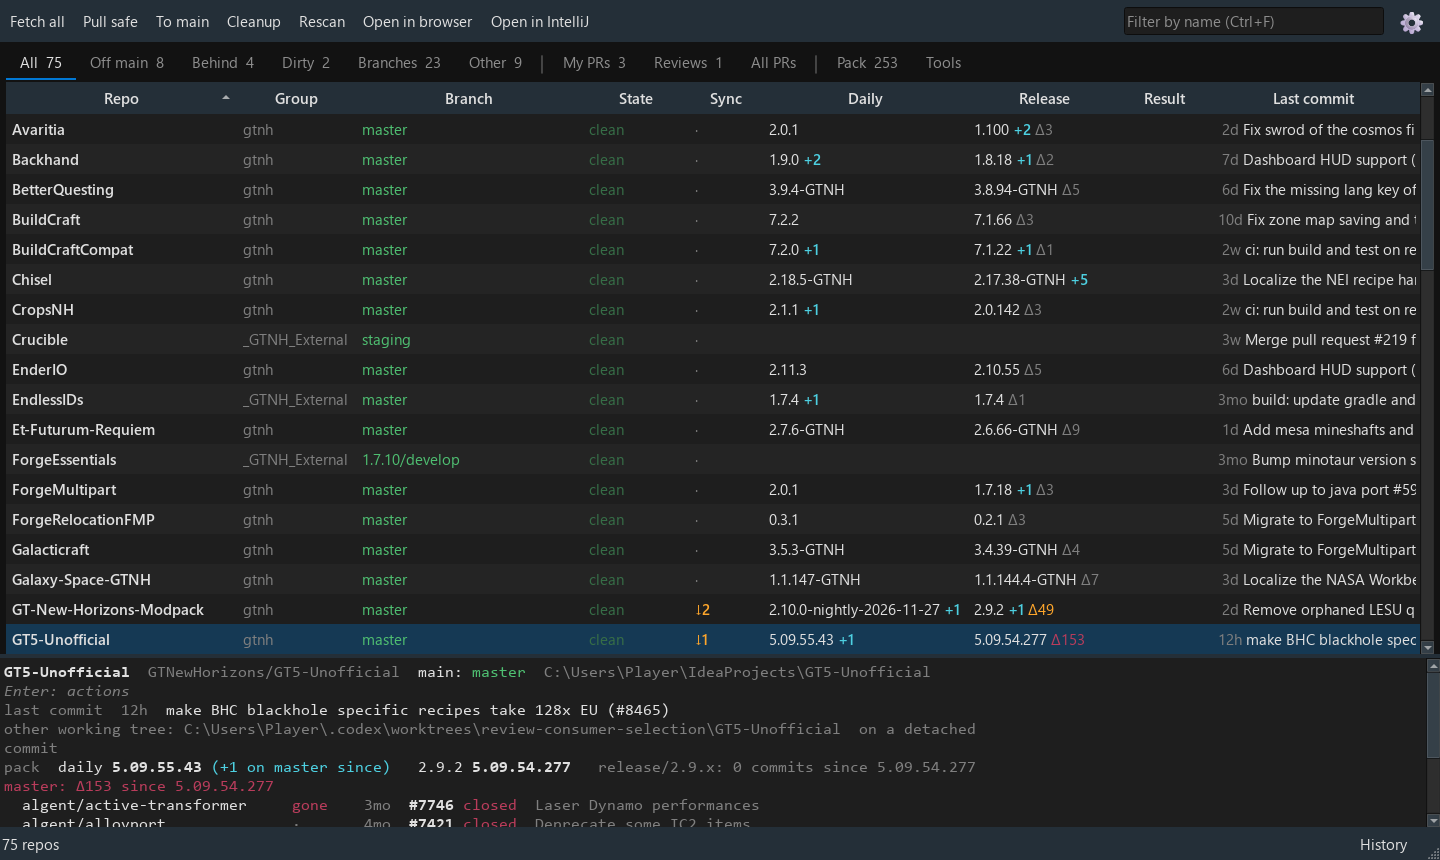 Fetch all Pull safe To main Cleanup Rescan Open in browser Open in IntelliJ Filter by name (Ctrl+F)
All 75 Off main 8 Behind 4 Dirty 2 Branches 23 Other 9 | My PRs 3 Reviews 1 All PRs | Pack 253 Tools
Repo Group Branch State Sync Daily Release Result Last commit
Avaritia gtnh master clean · 2.0.1 1.100 +2 Δ3 2d Fix swrod of the cosmos fi
Backhand gtnh master clean · 1.9.0 +2 1.8.18 +1 Δ2 7d Dashboard HUD support (
BetterQuesting gtnh master clean · 3.9.4-GTNH 3.8.94-GTNH Δ5 6d Fix the missing lang key of
BuildCraft gtnh master clean · 7.2.2 7.1.66 Δ3 10d Fix zone map saving and t
BuildCraftCompat gtnh master clean · 7.2.0 +1 7.1.22 +1 Δ1 2w ci: run build and test on re
Chisel gtnh master clean · 2.18.5-GTNH 2.17.38-GTNH +5 3d Localize the NEI recipe ha
CropsNH gtnh master clean · 2.1.1 +1 2.0.142 Δ3 2w ci: run build and test on re
Crucible _GTNH_External staging clean · 3w Merge pull request #219 f
EnderIO gtnh master clean · 2.11.3 2.10.55 Δ5 6d Dashboard HUD support (
EndlessIDs _GTNH_External master clean · 1.7.4 +1 1.7.4 Δ1 3mo build: update gradle and
Et-Futurum-Requiem gtnh master clean · 2.7.6-GTNH 2.6.66-GTNH Δ9 1d Add mesa mineshafts and
ForgeEssentials _GTNH_External 1.7.10/develop clean · 3mo Bump minotaur version s
ForgeMultipart gtnh master clean · 2.0.1 1.7.18 +1 Δ3 3d Follow up to java port #59
ForgeRelocationFMP gtnh master clean · 0.3.1 0.2.1 Δ3 5d Migrate to ForgeMultipart
Galacticraft gtnh master clean · 3.5.3-GTNH 3.4.39-GTNH Δ4 5d Migrate to ForgeMultipart
Galaxy-Space-GTNH gtnh master clean · 1.1.147-GTNH 1.1.144.4-GTNH Δ7 3d Localize the NASA Workbe
GT-New-Horizons-Modpack gtnh master clean ↓2 2.10.0-nightly-2026-11-27 +1 2.9.2 +1 Δ49 2d Remove orphaned LESU q
GT5-Unofficial gtnh master clean ↓1 5.09.55.43 +1 5.09.54.277 Δ153 12h make BHC blackhole spec
GT5-Unofficial GTNewHorizons/GT5-Unofficial main: master C:\Users\Player\IdeaProjects\GT5-Unofficial
Enter: actions
last commit 12h make BHC blackhole specific recipes take 128x EU (#8465)
other working tree: C:\Users\Player\.codex\worktrees\review-consumer-selection\GT5-Unofficial on a detached
commit
pack daily 5.09.55.43 (+1 on master since) 2.9.2 5.09.54.277 release/2.9.x: 0 commits since 5.09.54.277
master: Δ153 since 5.09.54.277
algent/active-transformer gone 3mo #7746 closed Laser Dynamo performances
algent/alloyport · 4mo #7421 closed Deprecate some IC2 items
75 repos History